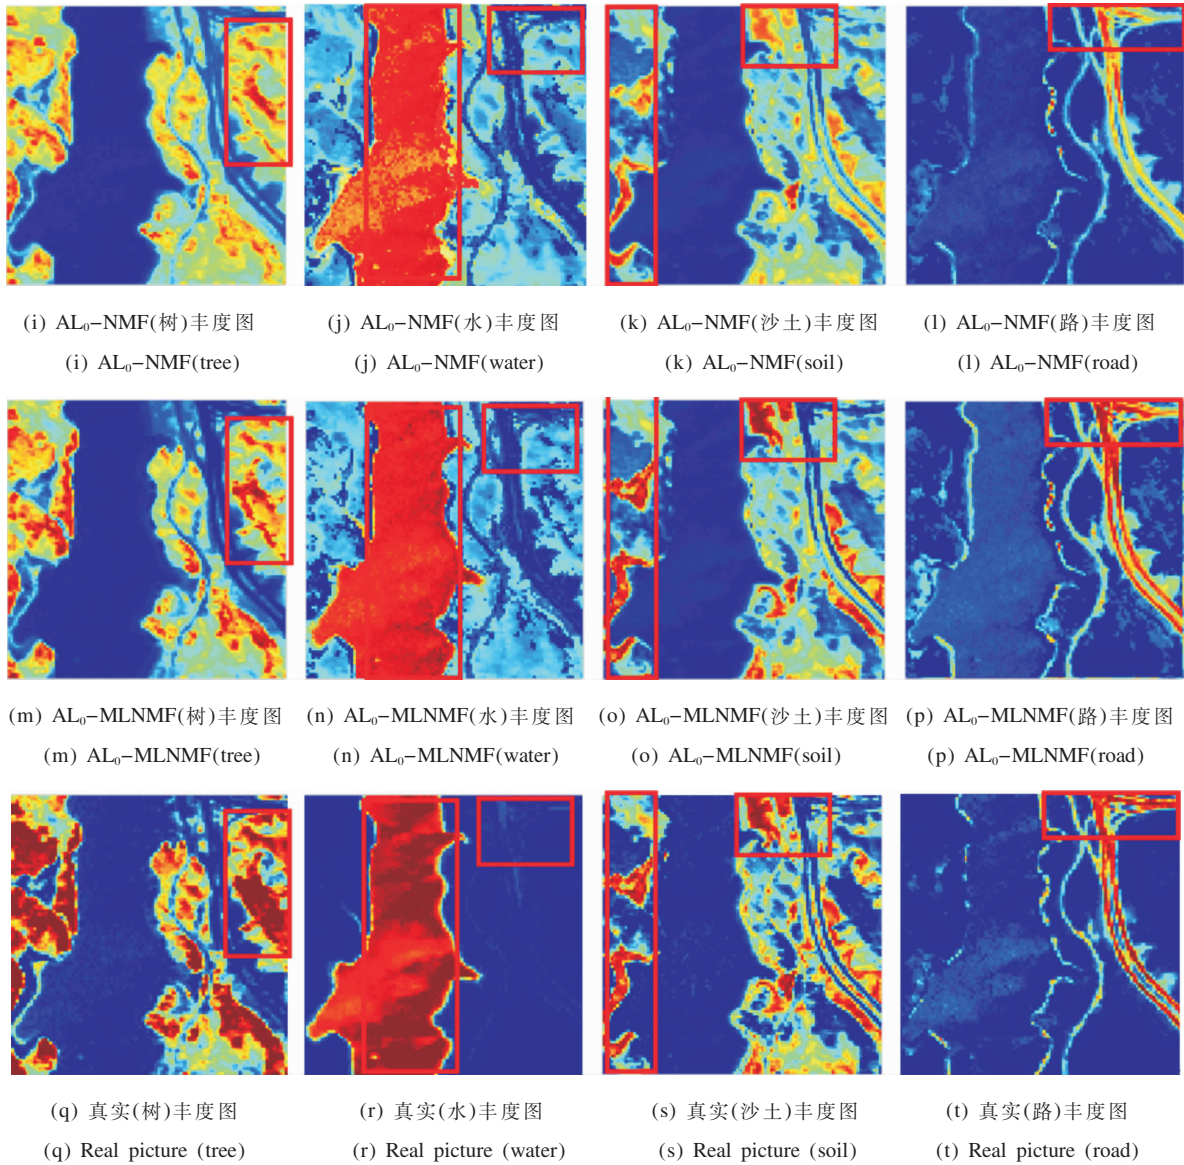 (i) AL₀-NMF(树)丰度图 (j) AL₀-NMF(水)丰度图 (k) AL₀-NMF(沙土)丰度图 (l) AL₀-NMF(路)丰度图
(i) AL₀-NMF(tree) (j) AL₀-NMF(water) (k) AL₀-NMF(soil) (l) AL₀-NMF(road)
(m) AL₀-MLNMF(树)丰度图 (n) AL₀-MLNMF(水)丰度图 (o) AL₀-MLNMF(沙土)丰度图 (p) AL₀-MLNMF(路)丰度图
(m) AL₀-MLNMF(tree) (n) AL₀-MLNMF(water) (o) AL₀-MLNMF(soil) (p) AL₀-MLNMF(road)
(q) 真实(树)丰度图 (r) 真实(水)丰度图 (s) 真实(沙土)丰度图 (t) 真实(路)丰度图
(q) Real picture (tree) (r) Real picture (water) (s) Real picture (soil) (t) Real picture (road)